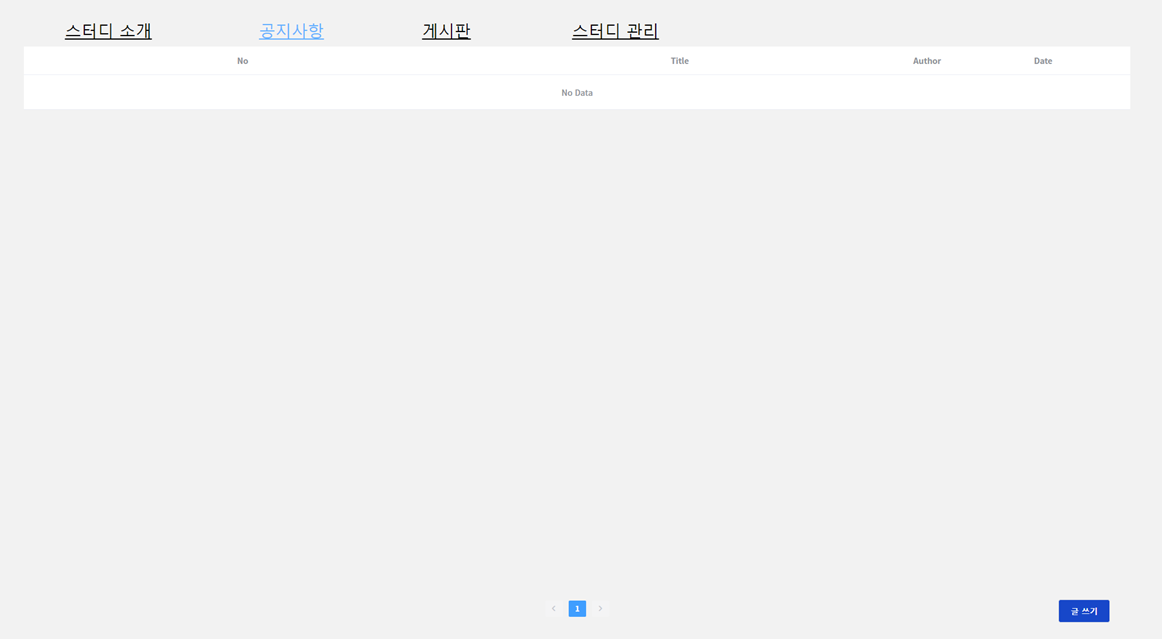 스터디 소개 공지사항 게시판 스터디 관리
No Title Author Date
No Data
1
글 쓰기